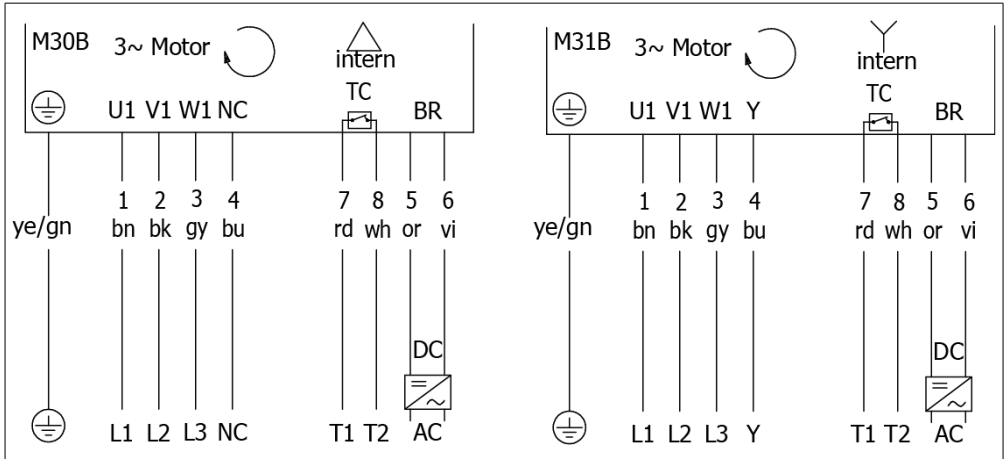 M30B 3~ Motor
intern
TC
U1 V1 W1 NC BR
1 2 3 4 7 8 5 6
ye/gn bn bk gy bu rd wh or vi
DC
= ~
L1 L2 L3 NC T1 T2 AC
M31B 3~ Motor
intern
TC
U1 V1 W1 Y BR
1 2 3 4 7 8 5 6
ye/gn bn bk gy bu rd wh or vi
DC
= ~
L1 L2 L3 Y T1 T2 AC